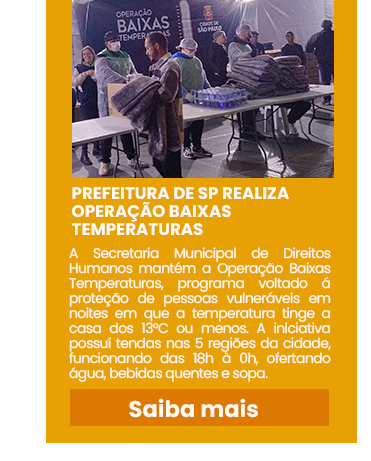 OPERAÇÃO
BAIXAS
TEMPERATURAS
CIDADE DE
SÃO PAULO
PREFEITURA DE SP REALIZA
OPERAÇÃO BAIXAS
TEMPERATURAS
A Secretaria Municipal de Direitos
Humanos mantém a Operação Baixas
Temperaturas, programa voltado á
proteção de pessoas vulneráveis em
noites em que a temperatura tinge a
casa dos 13ºC ou menos. A iniciativa
possuí tendas nas 5 regiões da cidade,
funcionando das 18h à 0h, ofertando
água, bebidas quentes e sopa.
Saiba mais